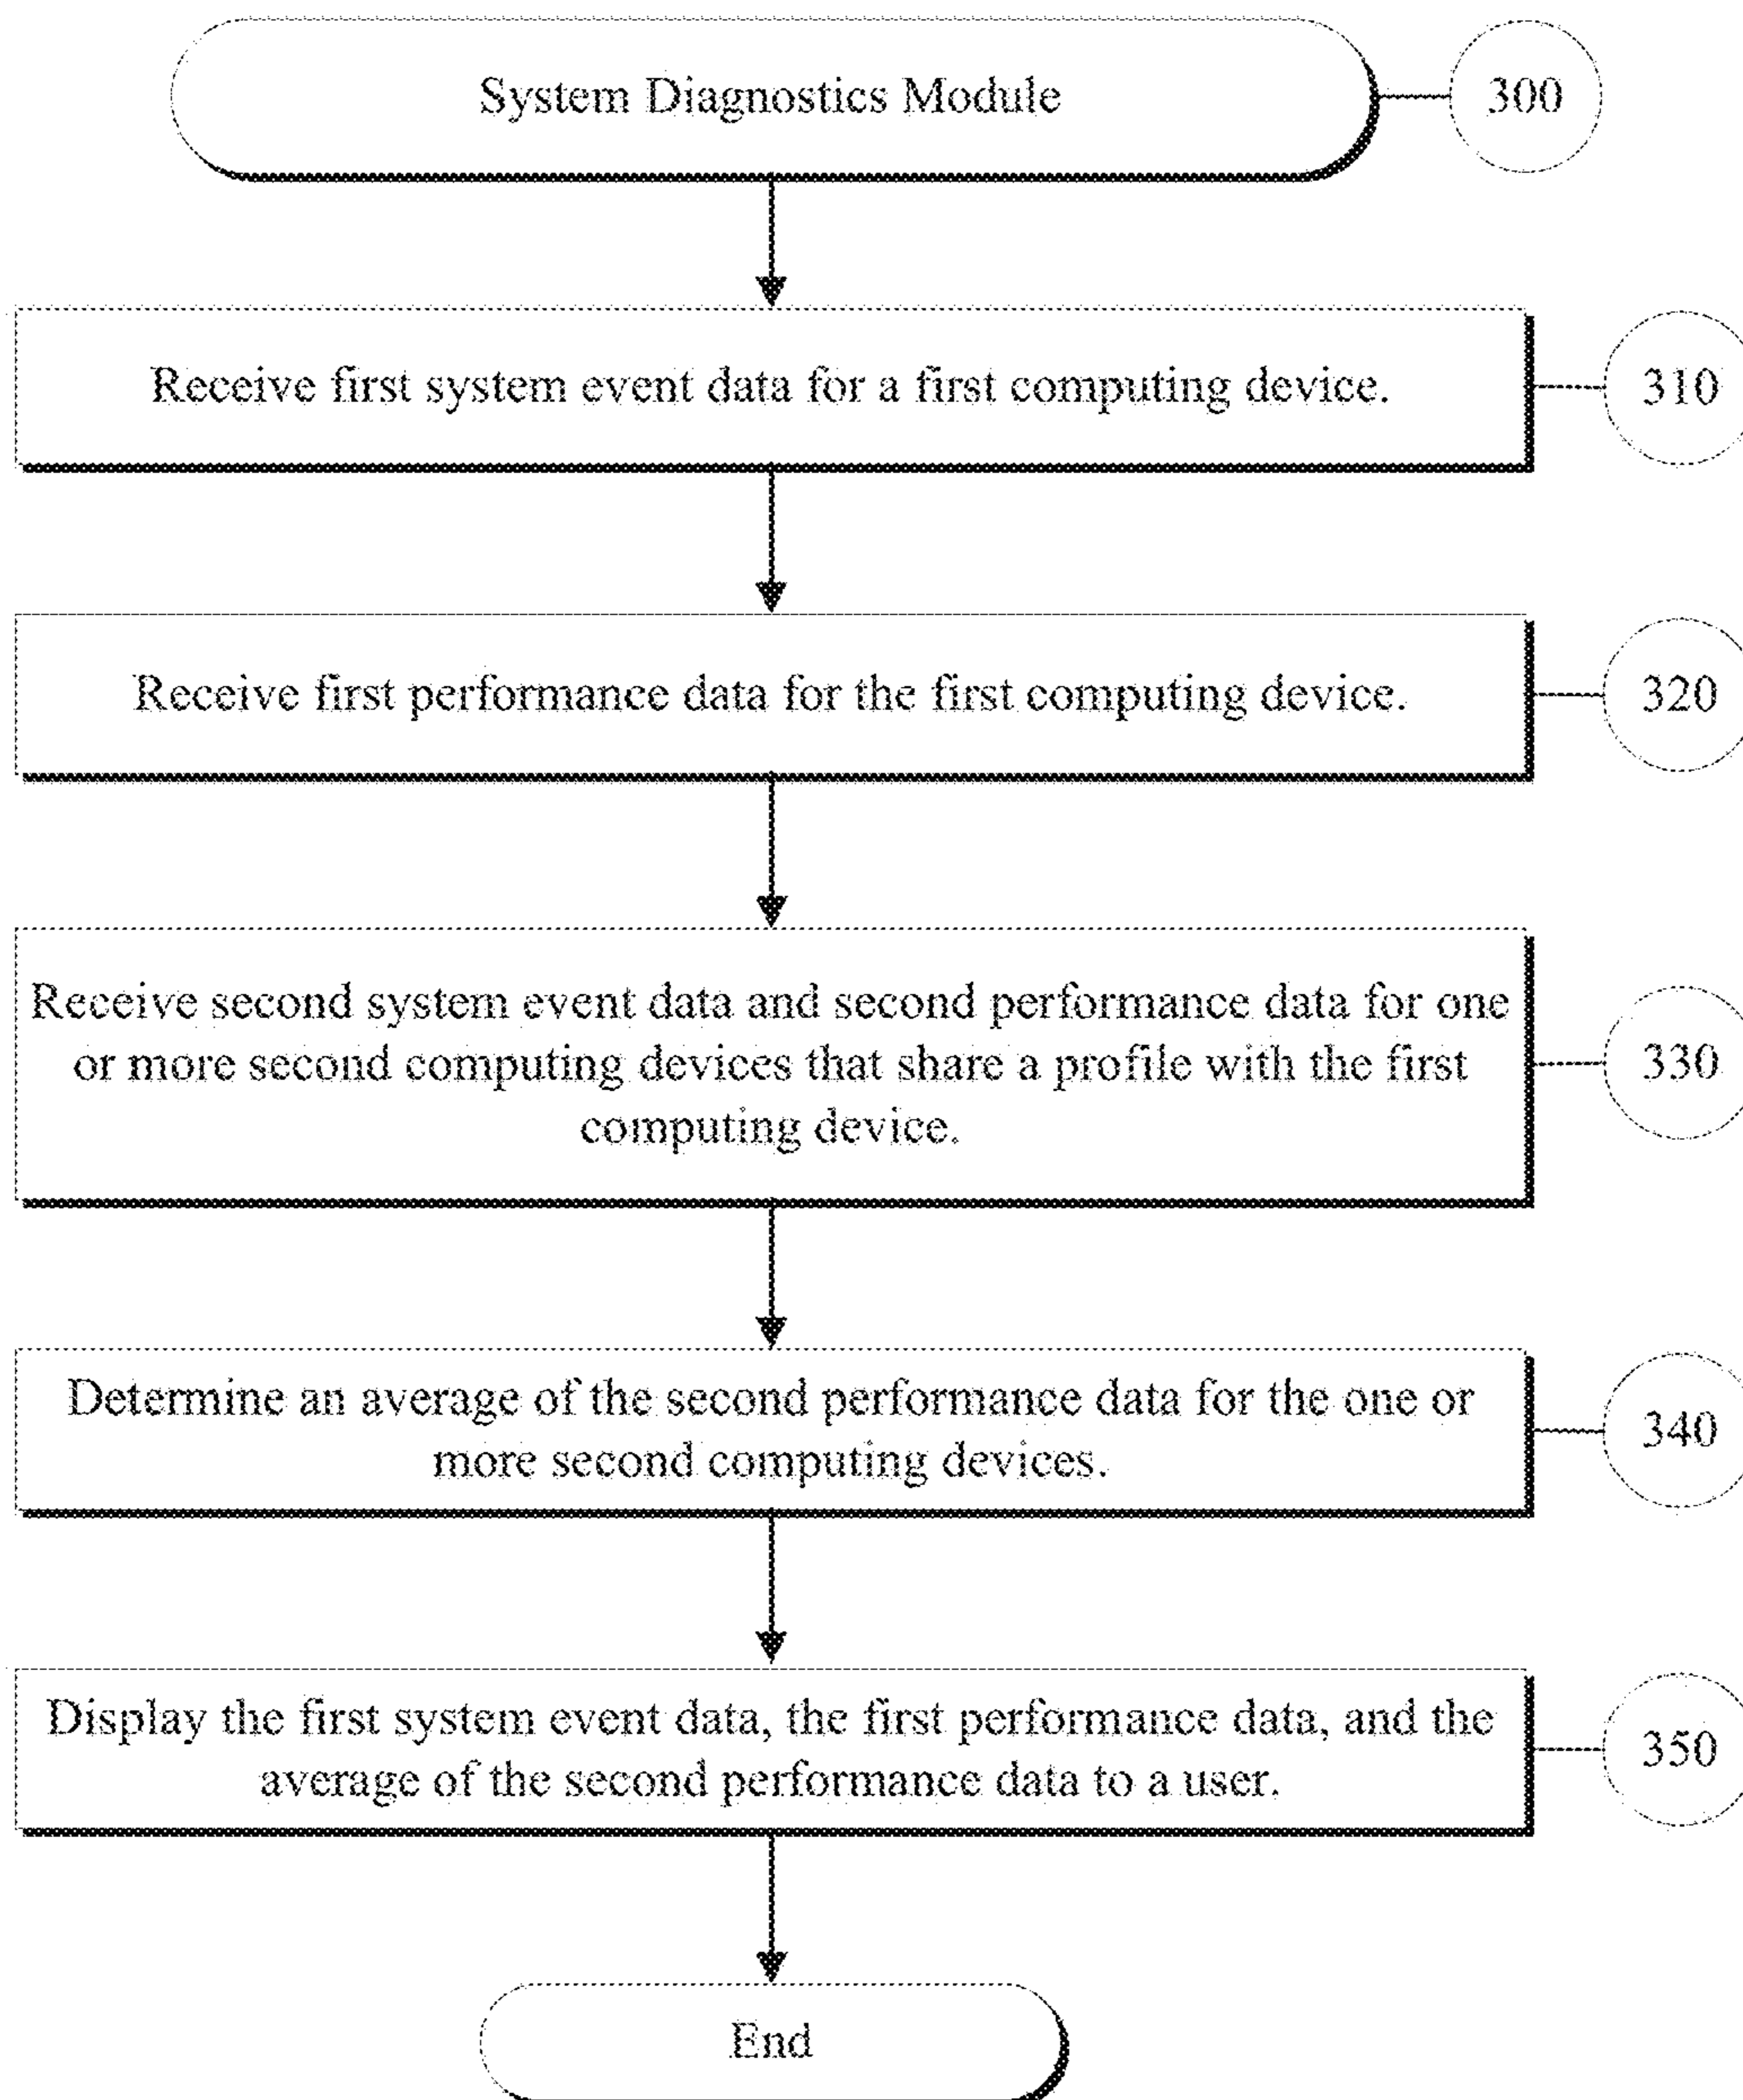 System Diagnostics Module
300
Receive first system event data for a first computing device.
310
Receive first performance data for the first computing device.
320
Receive second system event data and second performance data for one
or more second computing devices that share a profile with the first
computing device.
330
Determine an average of the second performance data for the one or
more second computing devices.
340
Display the first system event data, the first performance data, and the
average of the second performance data to a user.
350
End